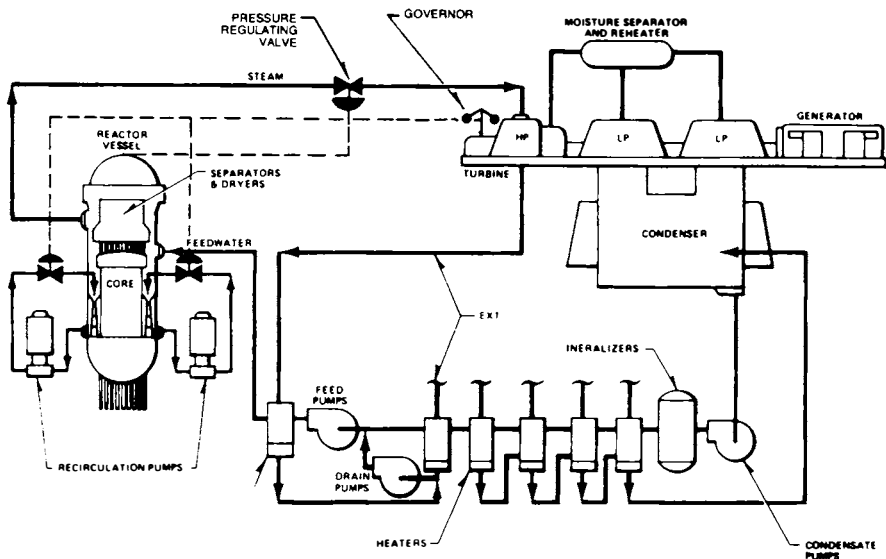 PRESSURE
REGULATING
VALVE
GOVERNOR
MOISTURE SEPARATOR
AND REHEATER
STEAM
GENERATOR
REACTOR
VESSEL
HP
LP
LP
TURBINE
SEPARATORS
& DRYERS
FEEDWATER
CONDENSER
CORE
EXT
INERALIZERS
FEED
PUMPS
RECIRCULATION PUMPS
DRAIN
PUMPS
HEATERS
CONDENSATE
PUMPS